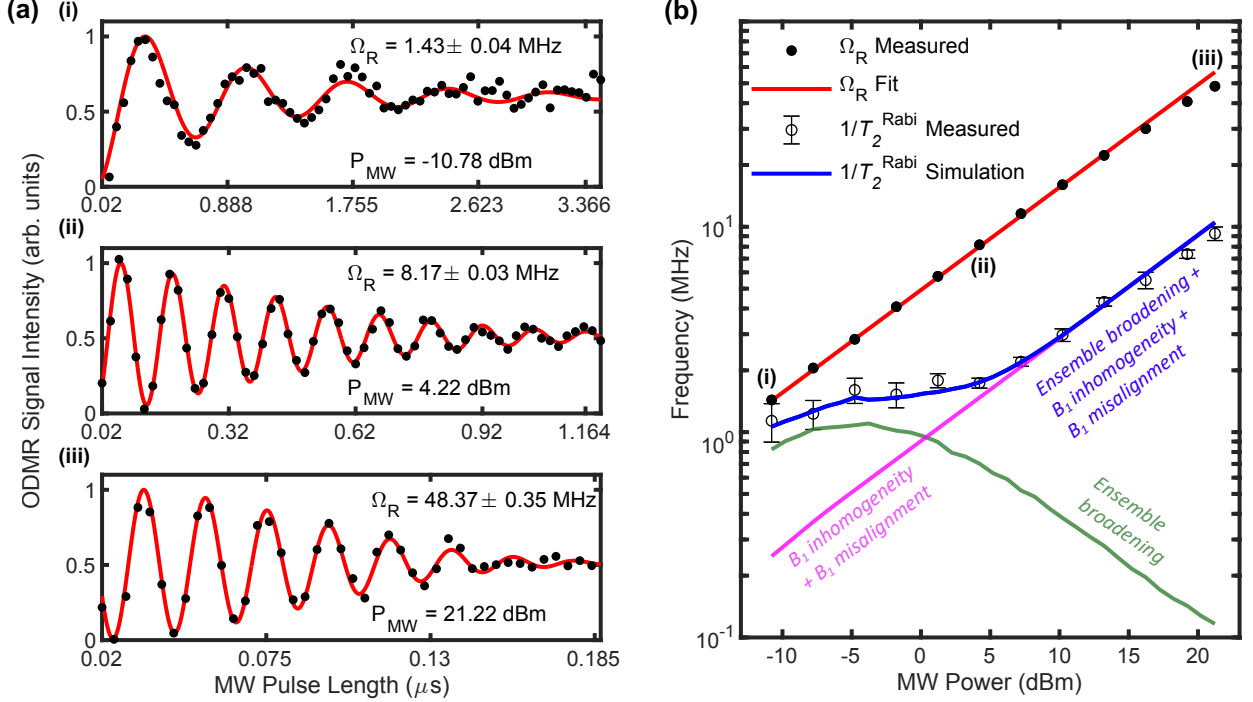 (a)
(i)
Ω_R = 1.43± 0.04 MHz
P_MW = -10.78 dBm
1
0.5
0
0.02 0.888 1.755 2.623 3.366
(ii)
Ω_R = 8.17± 0.03 MHz
P_MW = 4.22 dBm
1
0.5
0
0.02 0.32 0.62 0.92 1.164
(iii)
Ω_R = 48.37± 0.35 MHz
P_MW = 21.22 dBm
1
0.5
0
0.02 0.075 0.13 0.185
ODMR Signal Intensity (arb. units)
MW Pulse Length (μs)
(b)
Ω_R Measured
Ω_R Fit
1/T_2^Rabi Measured
1/T_2^Rabi Simulation
(i)
(ii)
(iii)
Ensemble broadening +
B_1 inhomogeneity +
B_1 misalignment
B_1 inhomogeneity
+ B_1 misalignment
Ensemble
broadening
10^1
10^0
10^-1
Frequency (MHz)
-10 -5 0 5 10 15 20
MW Power (dBm)